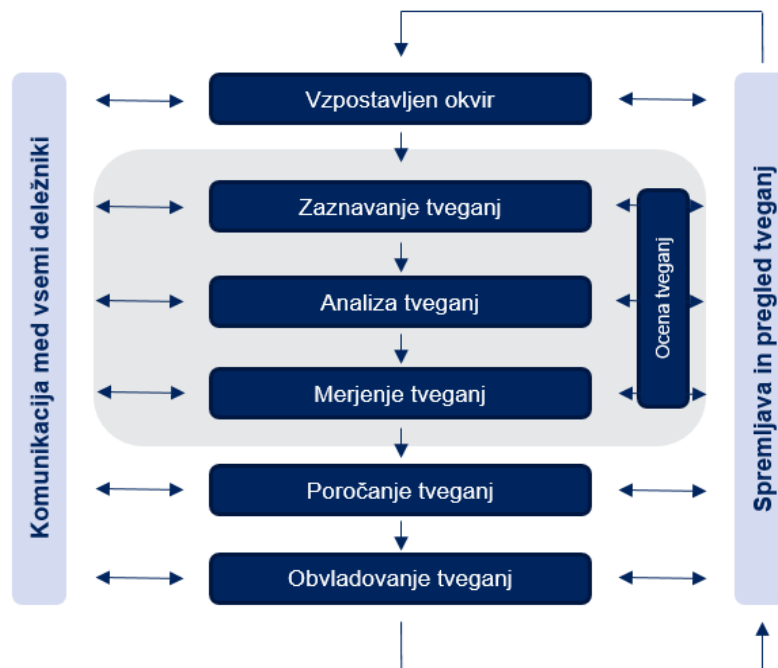 Vzpostavljen okvir
Komunikacija med vsemi deležniki
Zaznavanje tveganj
Analiza tveganj
Merjenje tveganj
Ocena tveganj
Spremljava in pregled tveganj
Poročanje tveganj
Obvladovanje tveganj